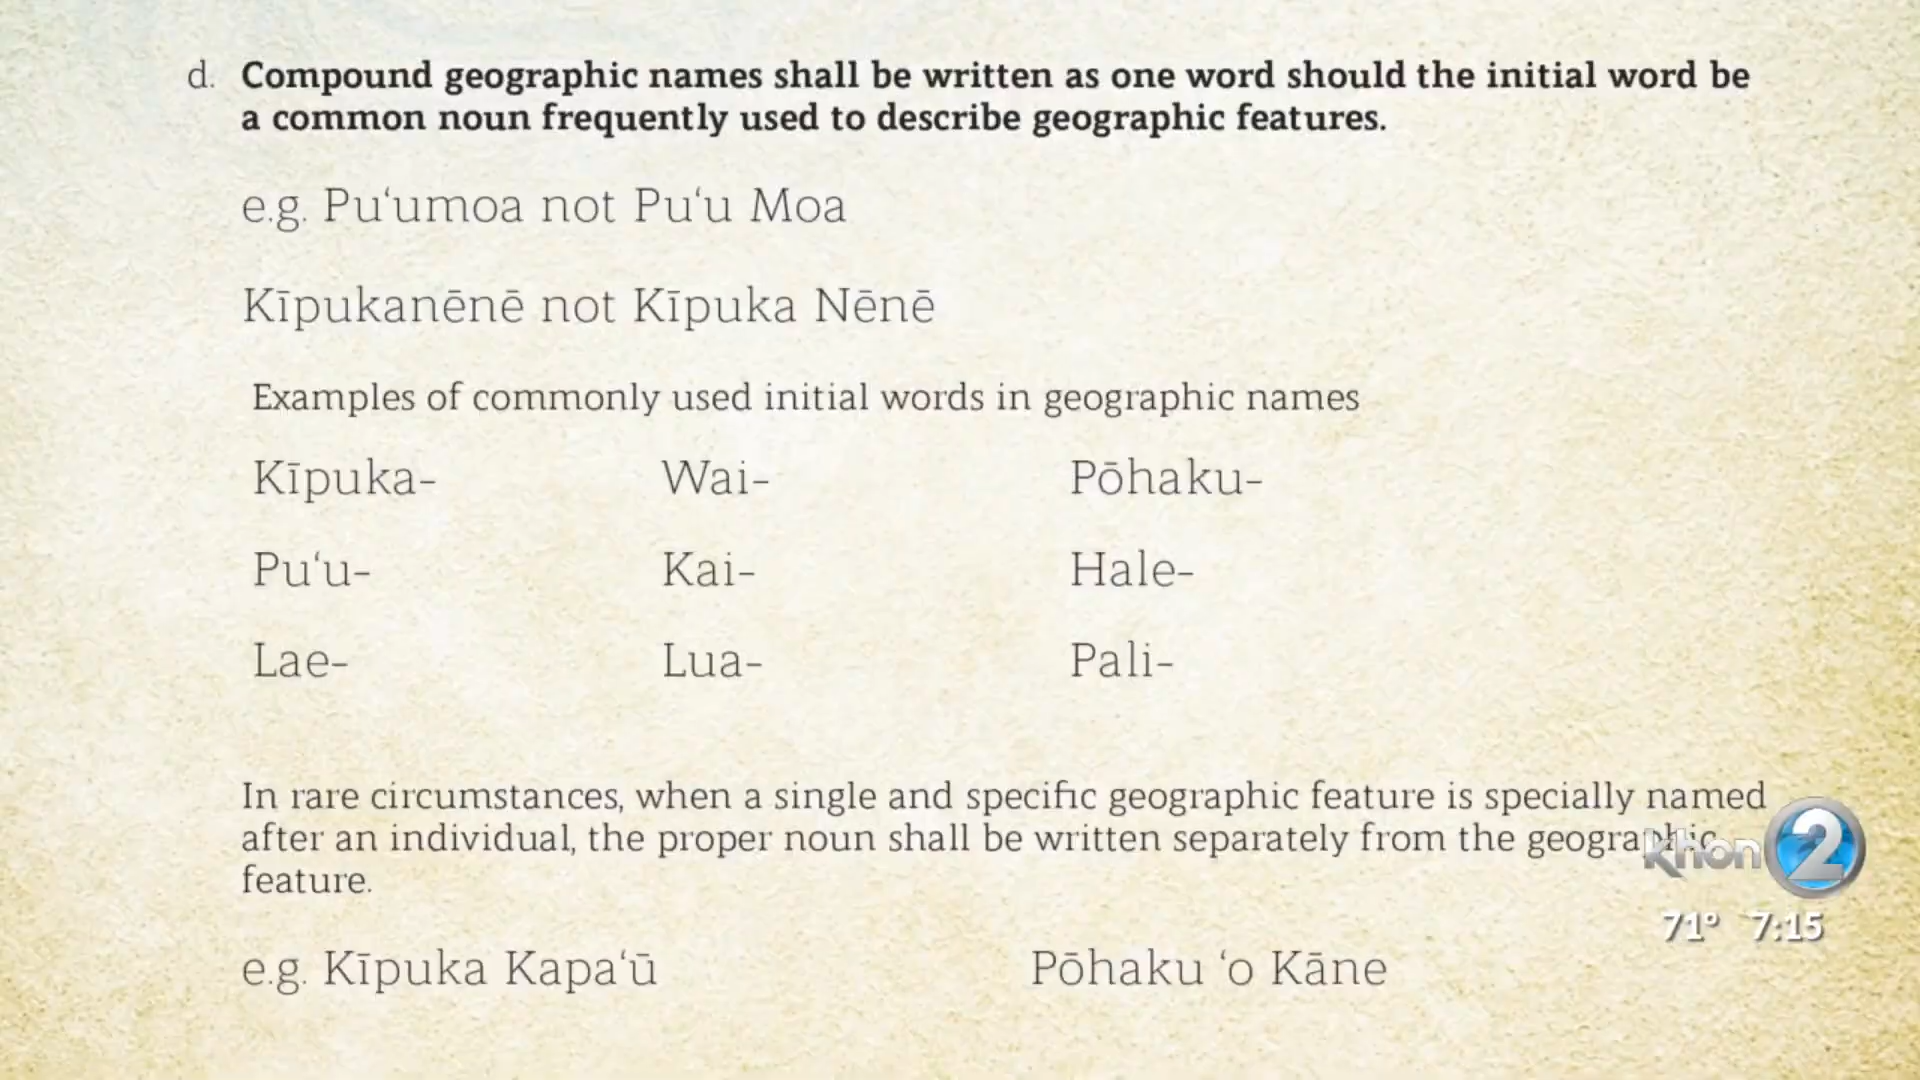 d. Compound geographic names shall be written as one word should the initial word be
a common noun frequently used to describe geographic features.
e.g. Puʻumoa not Puʻu Moa
Kīpukanēnē not Kīpuka Nēnē
Examples of commonly used initial words in geographic names
Kīpuka- Wai- Pōhaku-
Puʻu- Kai- Hale-
Lae- Lua- Pali-
In rare circumstances, when a single and specific geographic feature is specially named
after an individual, the proper noun shall be written separately from the geographic
feature.
khon 2
71° 7:15
e.g. Kīpuka Kapaʻū Pōhaku ʻo Kāne